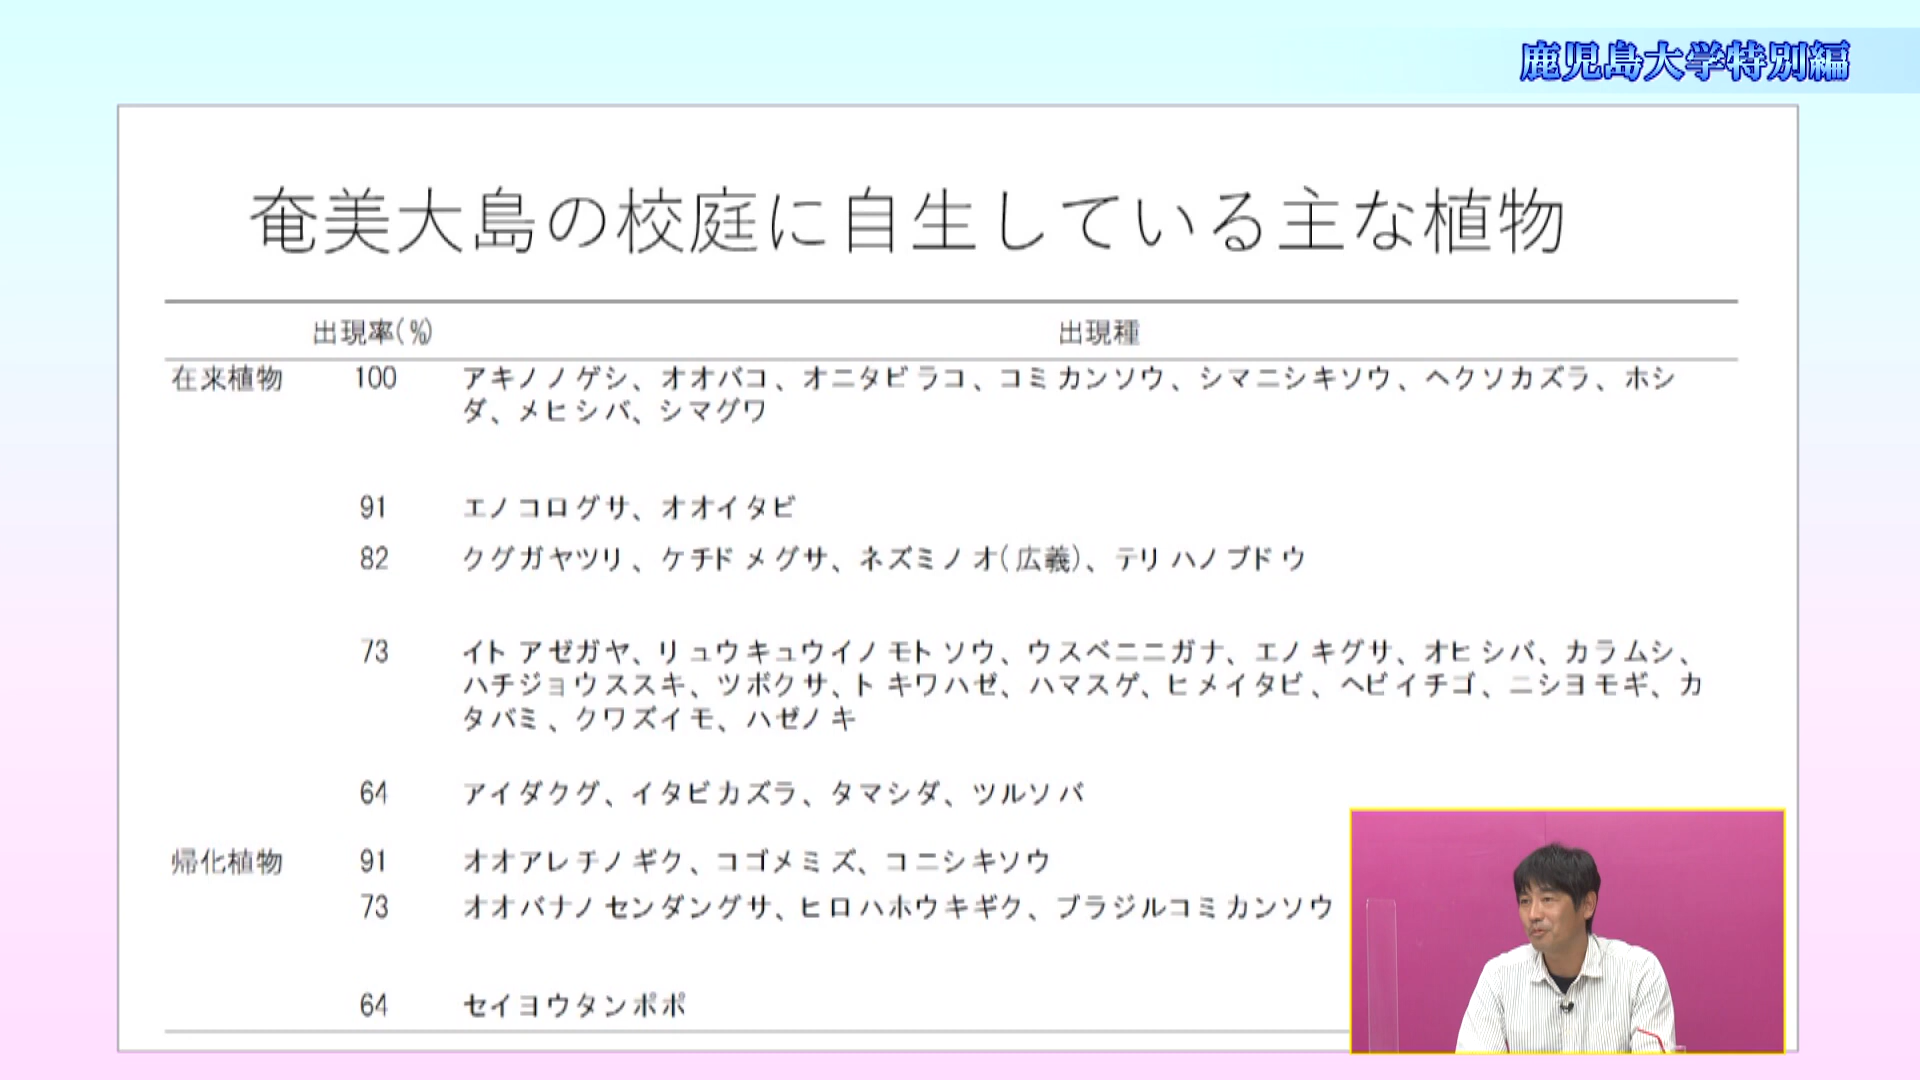 鹿児島大学特別編
奄美大島の校庭に自生している主な植物
出現率(%) 出現種
在来植物 100 アキノノゲシ、オオバコ、オニタビラコ、コミカンソウ、シマニシキソウ、ヘクソカズラ、ホシ
ダ、メヒシバ、シマグワ
91 エノコログサ、オオイタビ
82 クグガヤツリ、ケチドメグサ、ネズミノオ(広義)、テリハノブドウ
73 イトアゼガヤ、リュウキュウイノモトソウ、ウスベニニガナ、エノキグサ、オヒシバ、カラムシ、
ハチジョウススキ、ツボクサ、トキワハゼ、ハマスゲ、ヒメイタビ、ヘビイチゴ、ニシヨモギ、カ
タバミ、クワズイモ、ハゼノキ
64 アイダクグ、イタビカズラ、タマシダ、ツルソバ
帰化植物 91 オオアレチノギク、コゴメミズ、コニシキソウ
73 オオバナノセンダングサ、ヒロハホウキギク、ブラジルコミカンソウ
64 セイヨウタンポポ